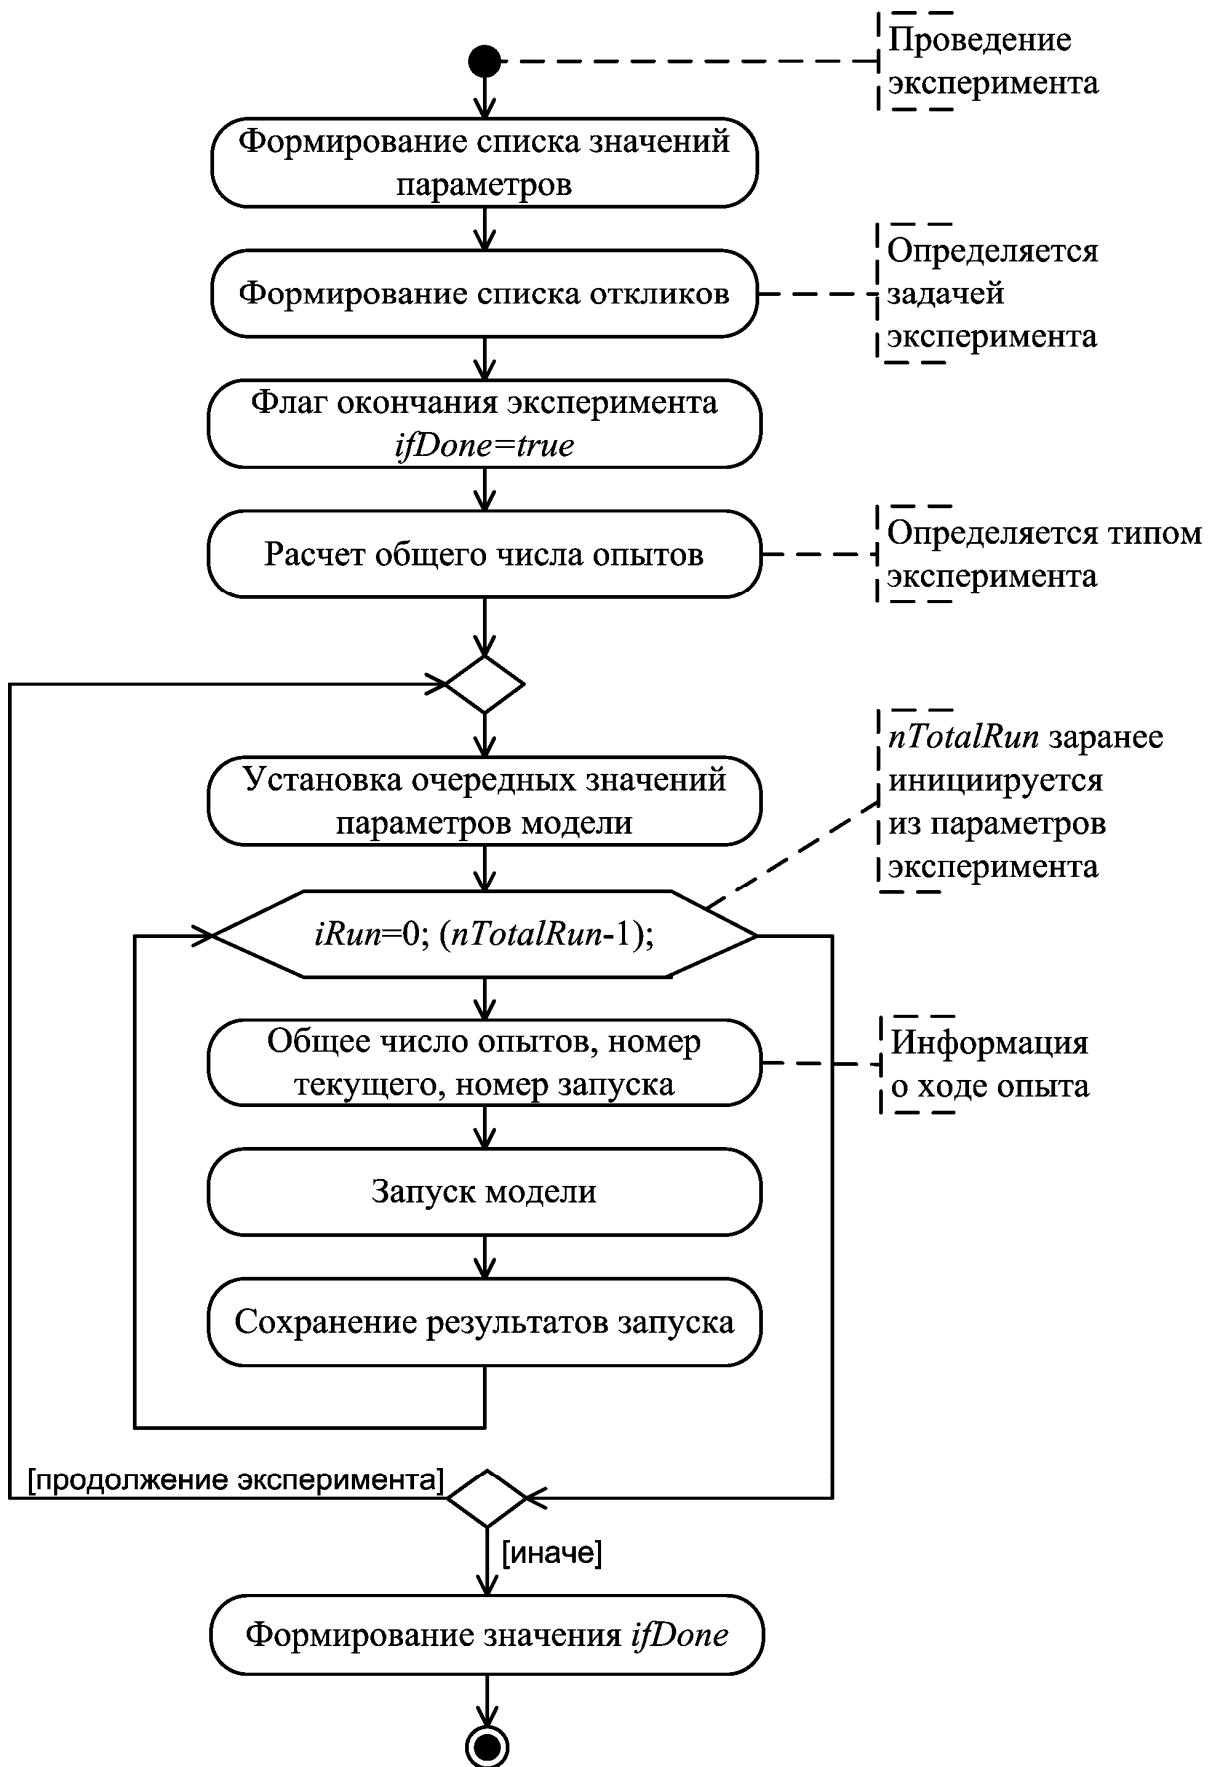 Проведение
эксперимента
Формирование списка значений
параметров
Формирование списка откликов
Определяется
задачей
эксперимента
Флаг окончания эксперимента
ifDone=true
Расчет общего числа опытов
Определяется типом
эксперимента
Установка очередных значений
параметров модели
nTotalRun заранее
инициируется
из параметров
эксперимента
iRun=0; (nTotalRun-1);
Общее число опытов, номер
текущего, номер запуска
Информация
о ходе опыта
Запуск модели
Сохранение результатов запуска
[продолжение эксперимента]
[иначе]
Формирование значения ifDone